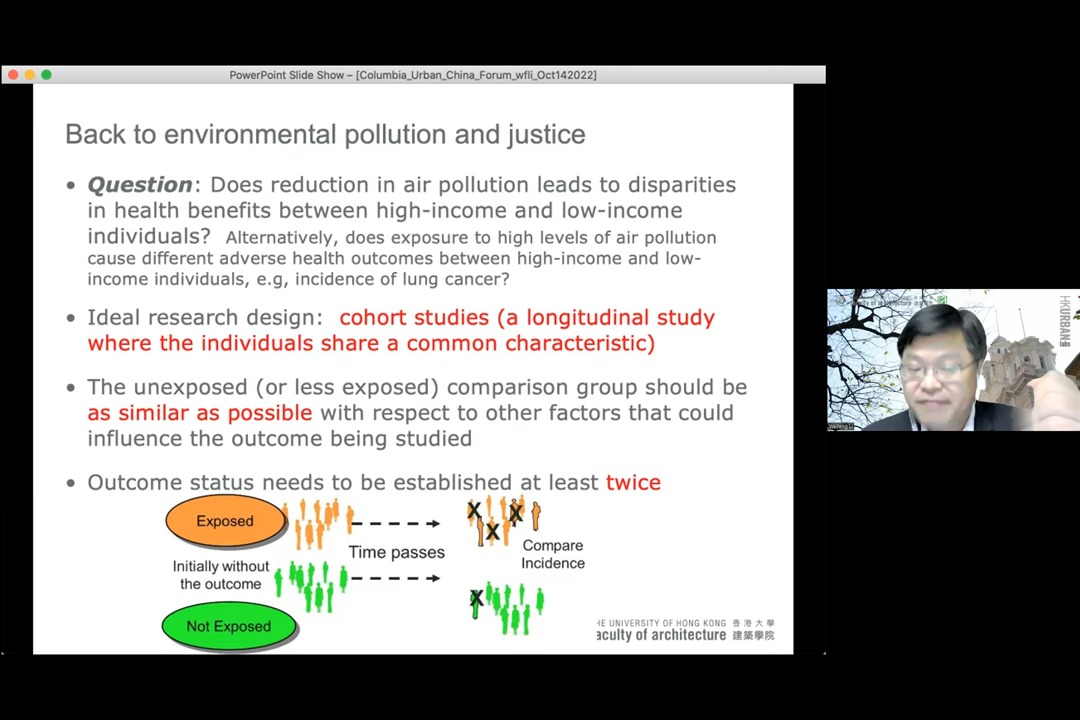 PowerPoint Slide Show – [Columbia_Urban_China_Forum_wfli_Oct142022]
Back to environmental pollution and justice
• Question: Does reduction in air pollution leads to disparities
in health benefits between high-income and low-income
individuals? Alternatively, does exposure to high levels of air pollution
cause different adverse health outcomes between high-income and low-
income individuals, e.g, incidence of lung cancer?
• Ideal research design: cohort studies (a longitudinal study
where the individuals share a common characteristic)
• The unexposed (or less exposed) comparison group should be
as similar as possible with respect to other factors that could
influence the outcome being studied
• Outcome status needs to be established at least twice
Exposed
Time passes
Compare
Incidence
Initially without
the outcome
Not Exposed
X
X
X
X
HE UNIVERSITY OF HONG KONG 香港大學
aculty of architecture 建築學院
HKURBAN
Weifeng Li